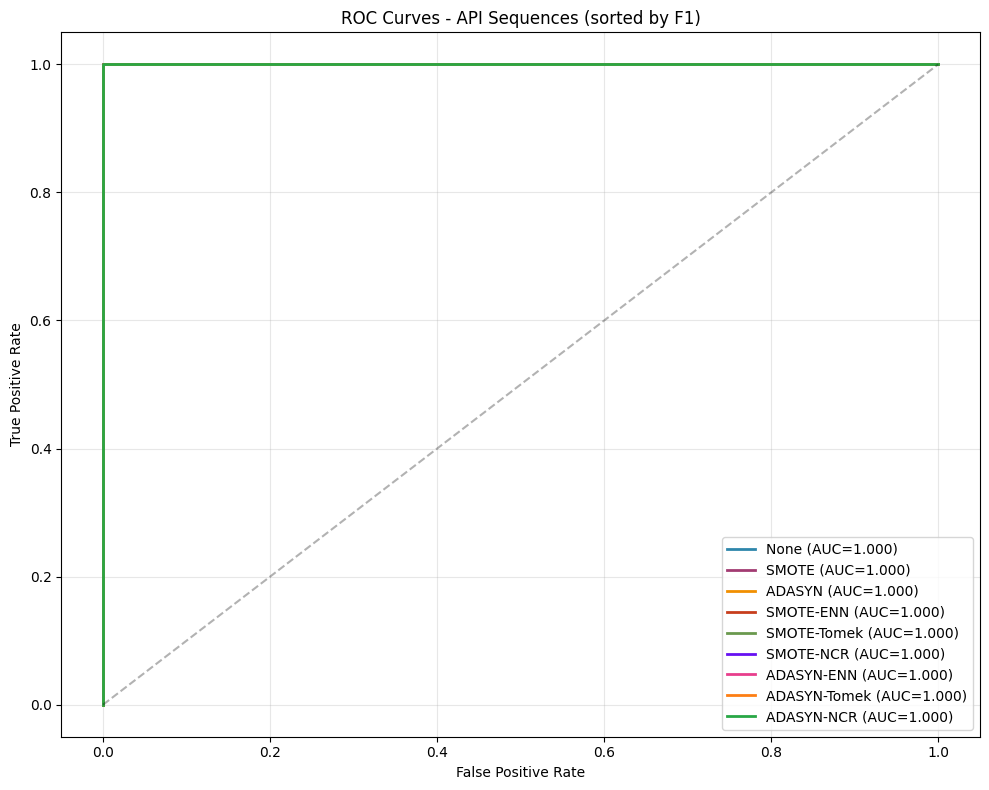 ROC Curves - API Sequences (sorted by F1)
True Positive Rate
1.0
0.8
0.6
0.4
0.2
0.0
0.0
0.2
0.4
0.6
0.8
1.0
False Positive Rate
None (AUC=1.000)
SMOTE (AUC=1.000)
ADASYN (AUC=1.000)
SMOTE-ENN (AUC=1.000)
SMOTE-Tomek (AUC=1.000)
SMOTE-NCR (AUC=1.000)
ADASYN-ENN (AUC=1.000)
ADASYN-Tomek (AUC=1.000)
ADASYN-NCR (AUC=1.000)